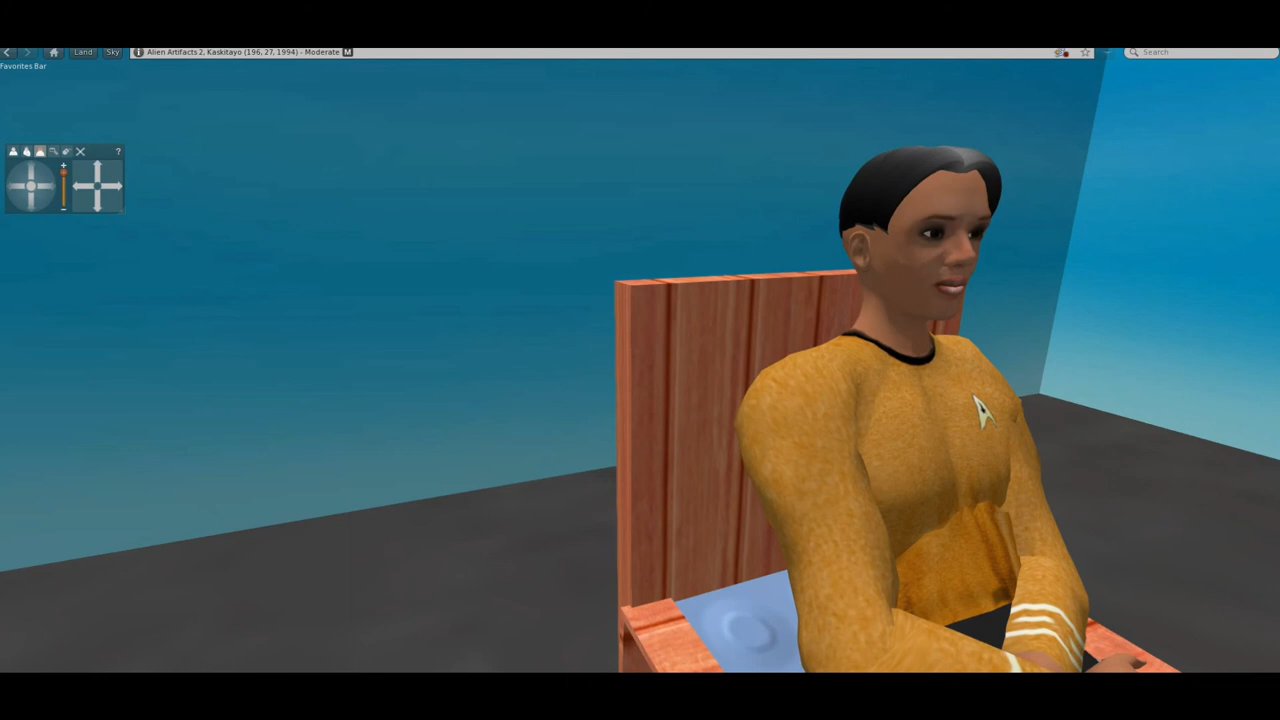 Land Sky Alien Artifacts 2, Kaskitayo (196, 27, 1994) - Moderate M Search
Favorites Bar
?